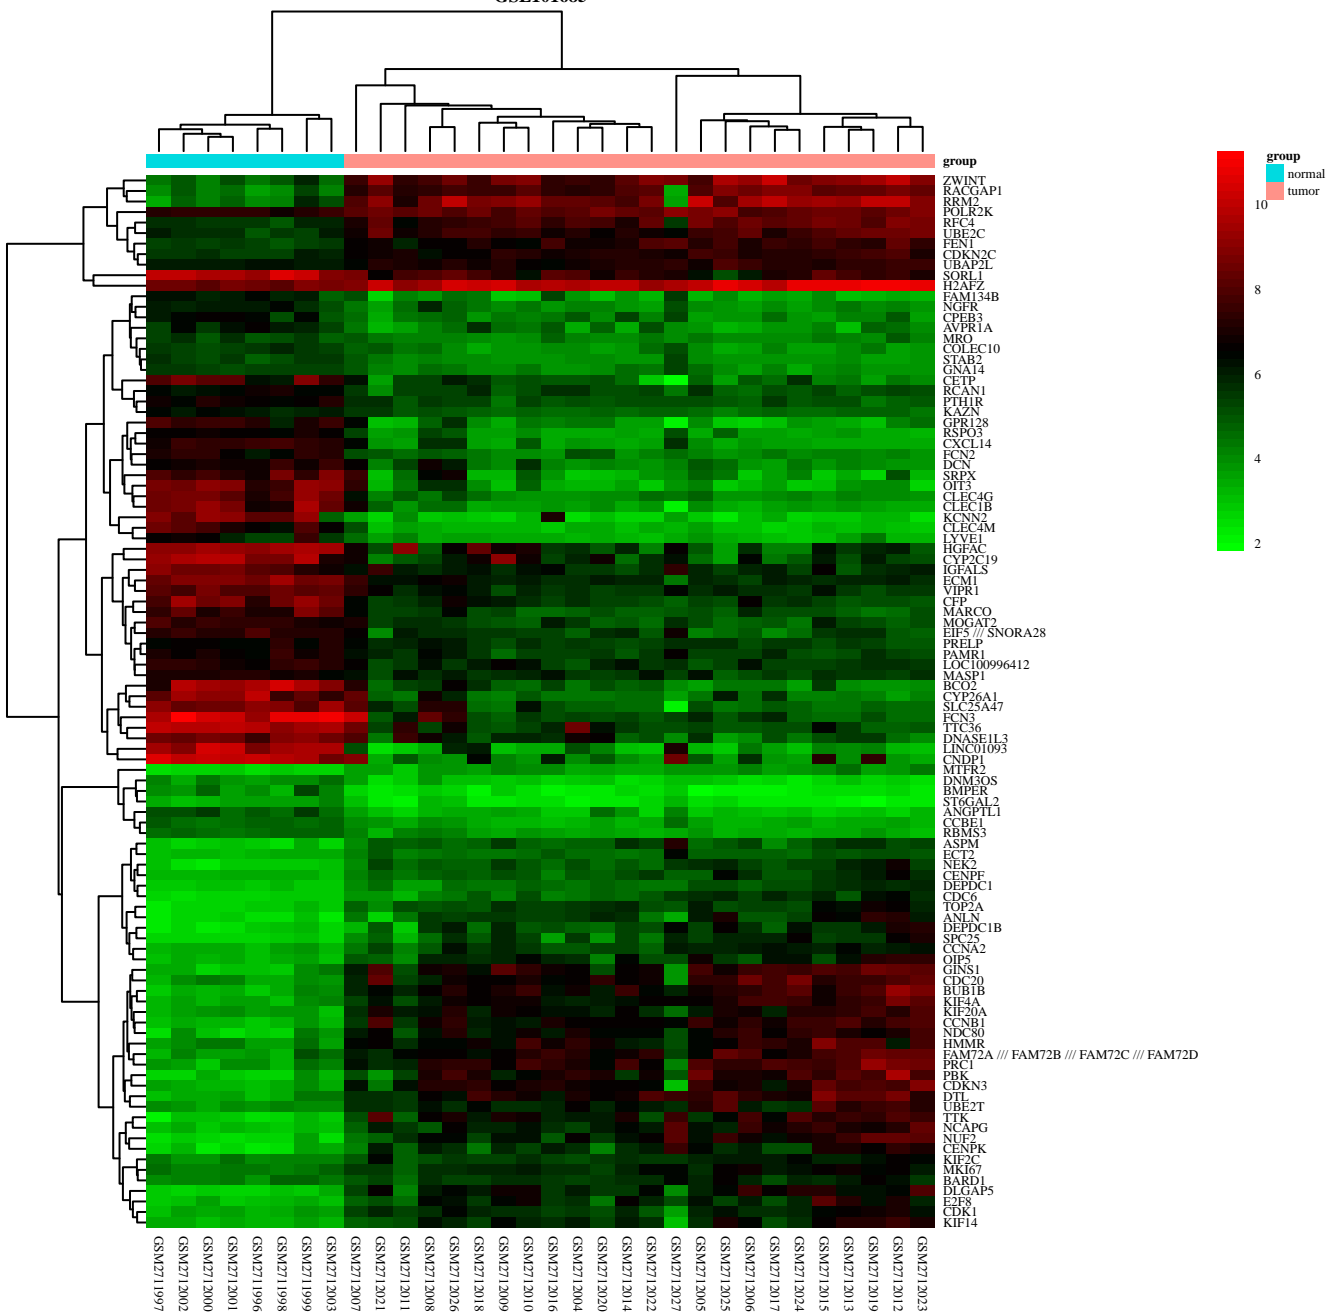 group
ZWINT
RACGAP1
RRM2
POLR2K
RFC4
UBE2C
FEN1
CDKN2C
UBAP2L
SORL1
H2AFZ
FAM134B
NGFR
CPEB3
AVPR1A
MRO
COLEC10
STAB2
GNA14
CETP
RCAN1
PTH1R
KAZN
GPR128
RSPO3
CXCL14
FCN2
DCN
SRPX
OIT3
CLEC4G
CLEC1B
KCNN2
CLEC4M
LYVE1
HGFAC
CYP2C19
IGFALS
ECM1
VIPR1
CFP
MARCO
MOGAT2
EIF5 /// SNORA28
PRELP
PAMR1
LOC100996412
MASP1
BCO2
CYP26A1
SLC25A47
FCN3
TTC36
DNASE1L3
LINC01093
CNDP1
MTFR2
DNM3OS
BMPER
ST6GAL2
ANGPTL1
CCBE1
RBMS3
ASPM
ECT2
NEK2
CENPF
DEPDC1
CDC6
TOP2A
ANLN
DEPDC1B
SPC25
CCNA2
OIP5
GINS1
CDC20
BUB1B
KIF4A
KIF20A
CCNB1
NDC80
HMMR
FAM72A /// FAM72B /// FAM72C /// FAM72D
PRC1
PBK
CDKN3
DTL
UBE2T
TTK
NCAPG
NUF2
CENPK
KIF2C
MKI67
BARD1
DLGAP5
E2F8
CDK1
KIF14
GSM2711997
GSM2712002
GSM2712000
GSM2712001
GSM2711996
GSM2711998
GSM2711999
GSM2712003
GSM2712007
GSM2712021
GSM2712011
GSM2712008
GSM2712026
GSM2712018
GSM2712009
GSM2712010
GSM2712016
GSM2712004
GSM2712020
GSM2712014
GSM2712022
GSM2712027
GSM2712005
GSM2712025
GSM2712006
GSM2712017
GSM2712024
GSM2712015
GSM2712013
GSM2712019
GSM2712012
GSM2712023
10
8
6
4
2
group
normal
tumor